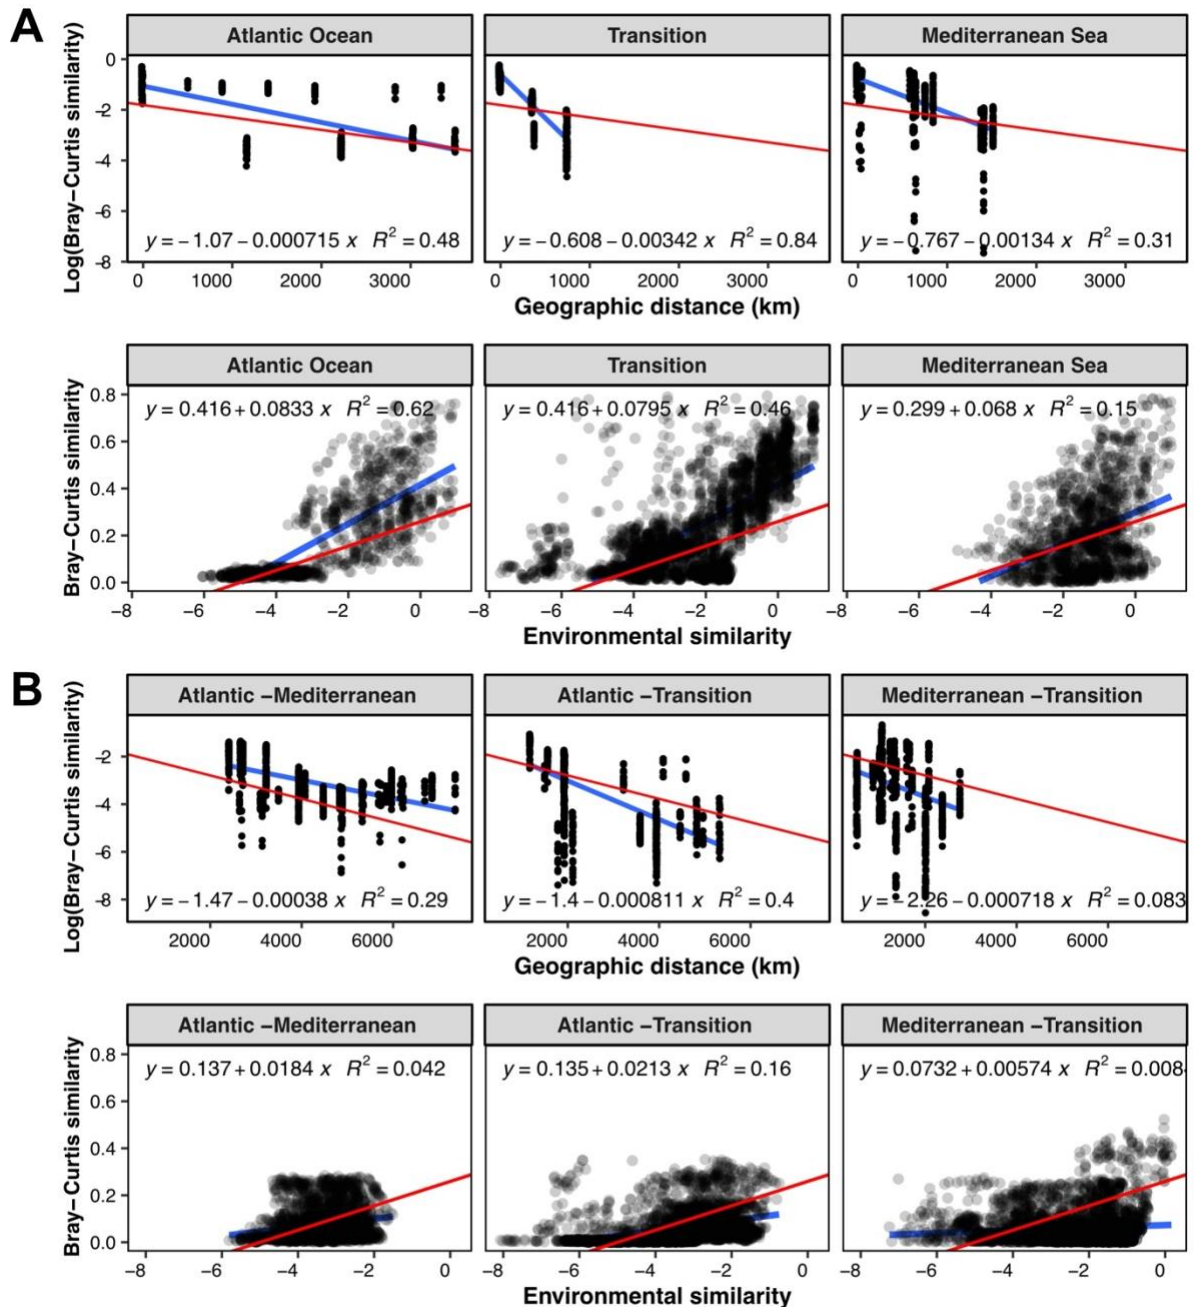 A
Atlantic Ocean Transition Mediterranean Sea
Log(Bray−Curtis similarity)
0
−2
−4
−6
−8
y = −1.07 − 0.000715 x R² = 0.48 y = −0.608 − 0.00342 x R² = 0.84 y = −0.767 − 0.00134 x R² = 0.31
0 1000 2000 3000 0 1000 2000 3000 0 1000 2000 3000
Geographic distance (km)
Atlantic Ocean Transition Mediterranean Sea
Bray−Curtis similarity
0.8
0.6
0.4
0.2
0.0
y = 0.416 + 0.0833 x R² = 0.62 y = 0.416 + 0.0795 x R² = 0.46 y = 0.299 + 0.068 x R² = 0.15
−8 −6 −4 −2 0 −8 −6 −4 −2 0 −8 −6 −4 −2 0
Environmental similarity
B
Atlantic −Mediterranean Atlantic −Transition Mediterranean −Transition
Log(Bray−Curtis similarity)
−2
−4
−6
−8
y = −1.47 − 0.00038 x R² = 0.29 y = −1.4 − 0.000811 x R² = 0.4 y = −2.26 − 0.000718 x R² = 0.083
2000 4000 6000 2000 4000 6000 2000 4000 6000
Geographic distance (km)
Atlantic −Mediterranean Atlantic −Transition Mediterranean −Transition
Bray−Curtis similarity
0.8
0.6
0.4
0.2
0.0
y = 0.137 + 0.0184 x R² = 0.042 y = 0.135 + 0.0213 x R² = 0.16 y = 0.0732 + 0.00574 x R² = 0.008
−8 −6 −4 −2 0 −8 −6 −4 −2 0 −8 −6 −4 −2 0
Environmental similarity